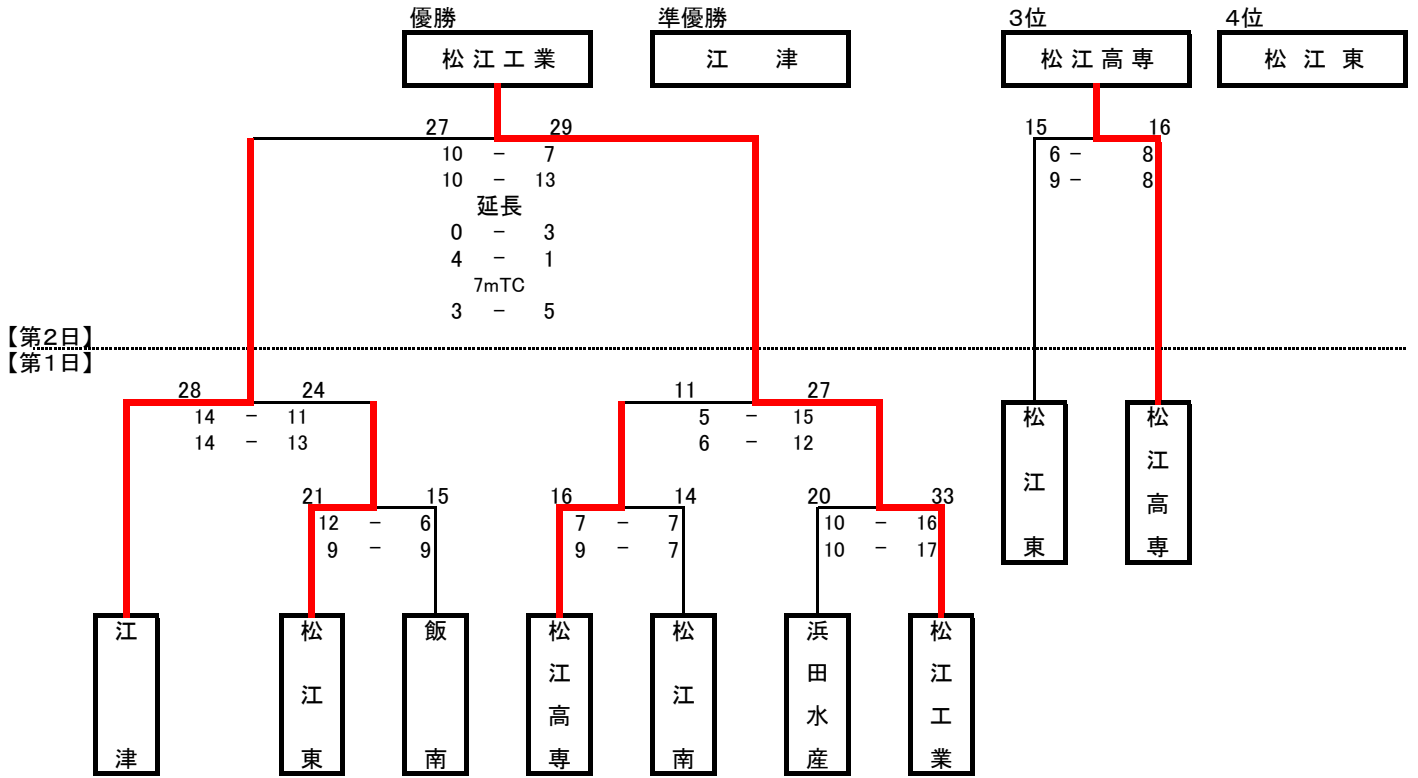 優勝 準優勝 3位 4位
松江工業 江津 松江高専 松江東
27 29 15 16
10 - 7 6 - 8
10 - 13 9 - 8
延長
0 - 3
4 - 1
7mTC
3 - 5
【第2日】
【第1日】
28 24 11 27
14 - 11 5 - 15
14 - 13 6 - 12
松江東 松江高専
21 15 16 14 20 33
12 - 6 7 - 7 10 - 16
9 - 9 9 - 7 10 - 17
江津 松江東 飯南 松江高専 松江南 浜田水産 松江工業